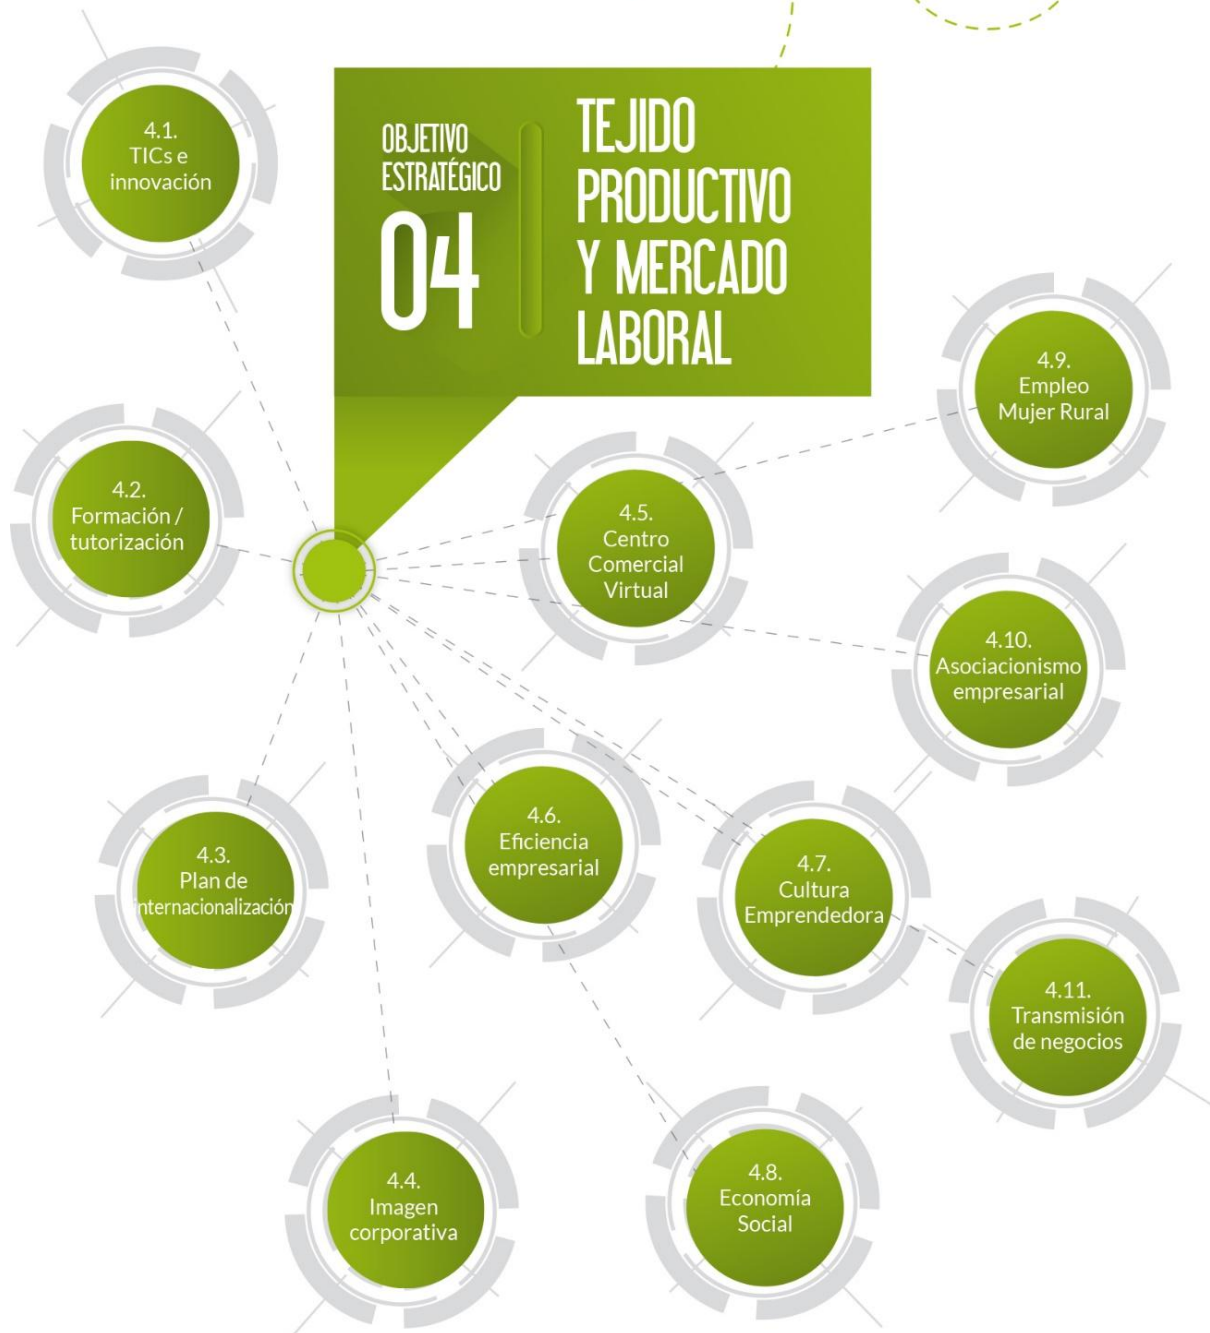 OBJETIVO
ESTRATÉGICO
04
TEJIDO
PRODUCTIVO
Y MERCADO
LABORAL
4.1.
TICs e
innovación
4.2.
Formación /
tutorización
4.3.
Plan de
internacionalización
4.4.
Imagen
corporativa
4.5.
Centro
Comercial
Virtual
4.6.
Eficiencia
empresarial
4.7.
Cultura
Emprendedora
4.8.
Economía
Social
4.9.
Empleo
Mujer Rural
4.10.
Asociacionismo
empresarial
4.11.
Transmisión
de negocios